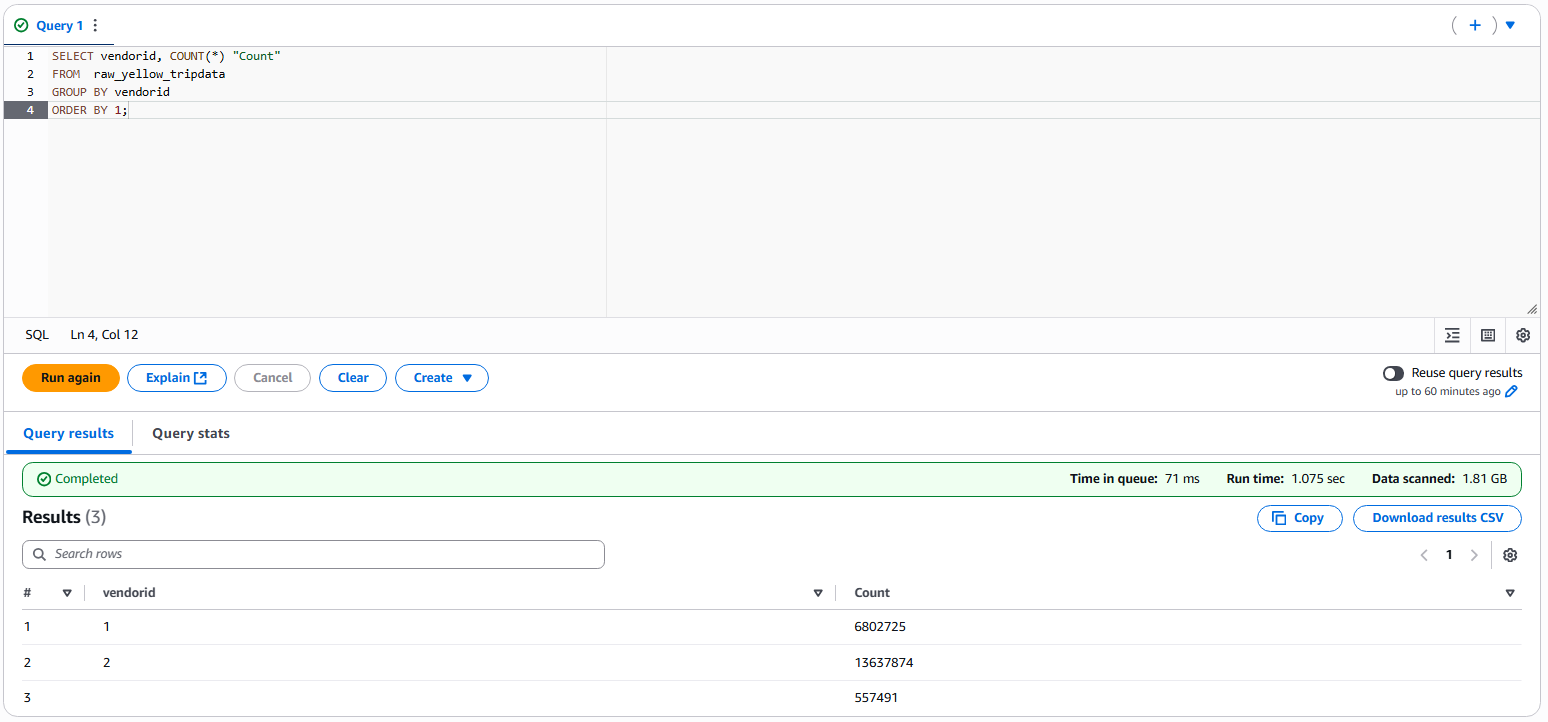 Query 1
1 SELECT vendorid, COUNT(*) "Count"
2 FROM  raw_yellow_tripdata
3 GROUP BY vendorid
4 ORDER BY 1;
SQL Ln 4, Col 12
Run again Explain Cancel Clear Create
Reuse query results
up to 60 minutes ago
Query results Query stats
Completed Time in queue: 71 ms Run time: 1.075 sec Data scanned: 1.81 GB
Results (3) Copy Download results CSV
Search rows 1
# vendorid Count
1 1 6802725
2 2 13637874
3 557491